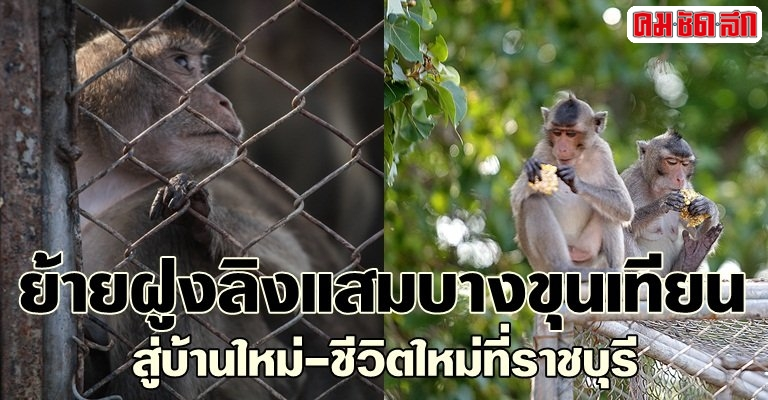 คม·ชัด·ลึก
ย้ายฝูงลิงแสมบางขุนเทียน
สู่บ้านใหม่-ชีวิตใหม่ที่ราชบุรี